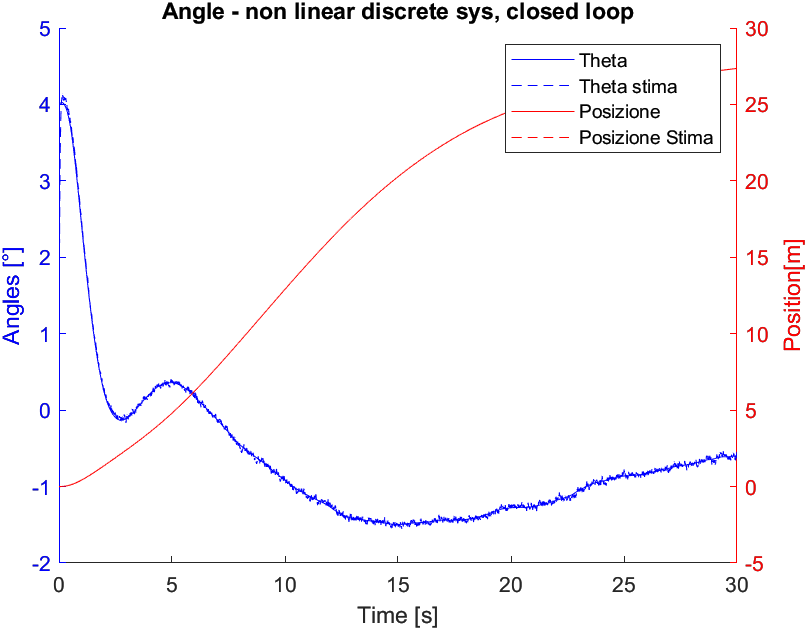 Angle - non linear discrete sys, closed loop
5
4
3
2
1
0
-1
-2
Angles [°]
30
25
20
15
10
5
0
-5
Position[m]
Theta
Theta stima
Posizione
Posizione Stima
0
5
10
15
20
25
30
Time [s]